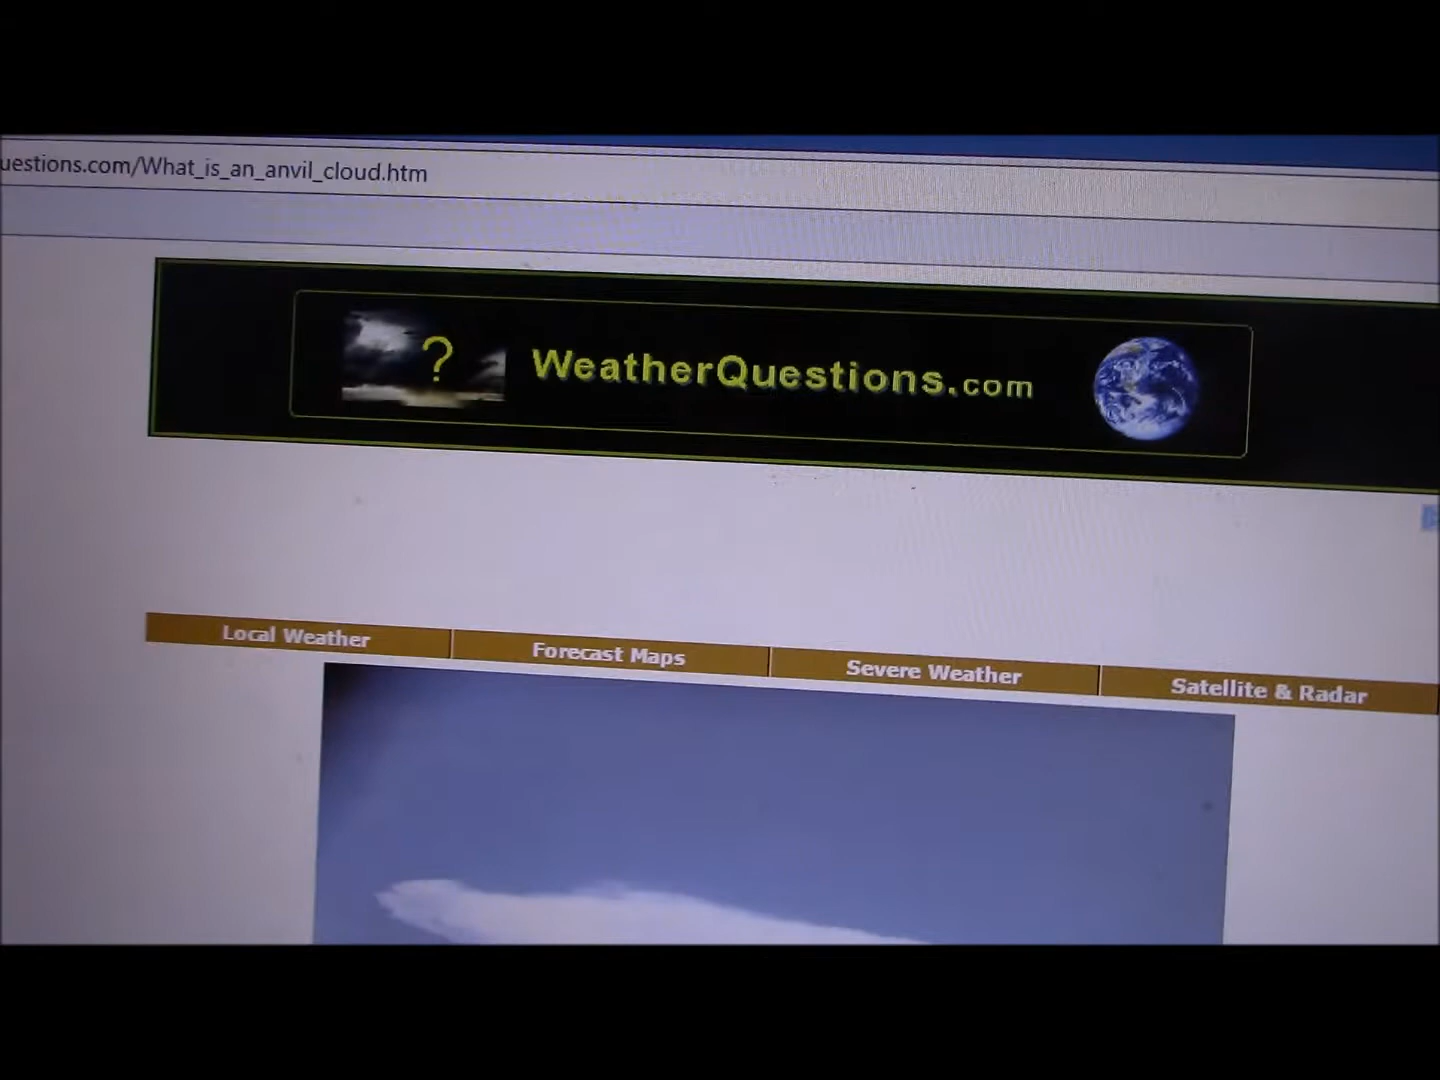 uestions.com/What_is_an_anvil_cloud.htm
?
WeatherQuestions.com
Local Weather
Forecast Maps
Severe Weather
Satellite & Radar